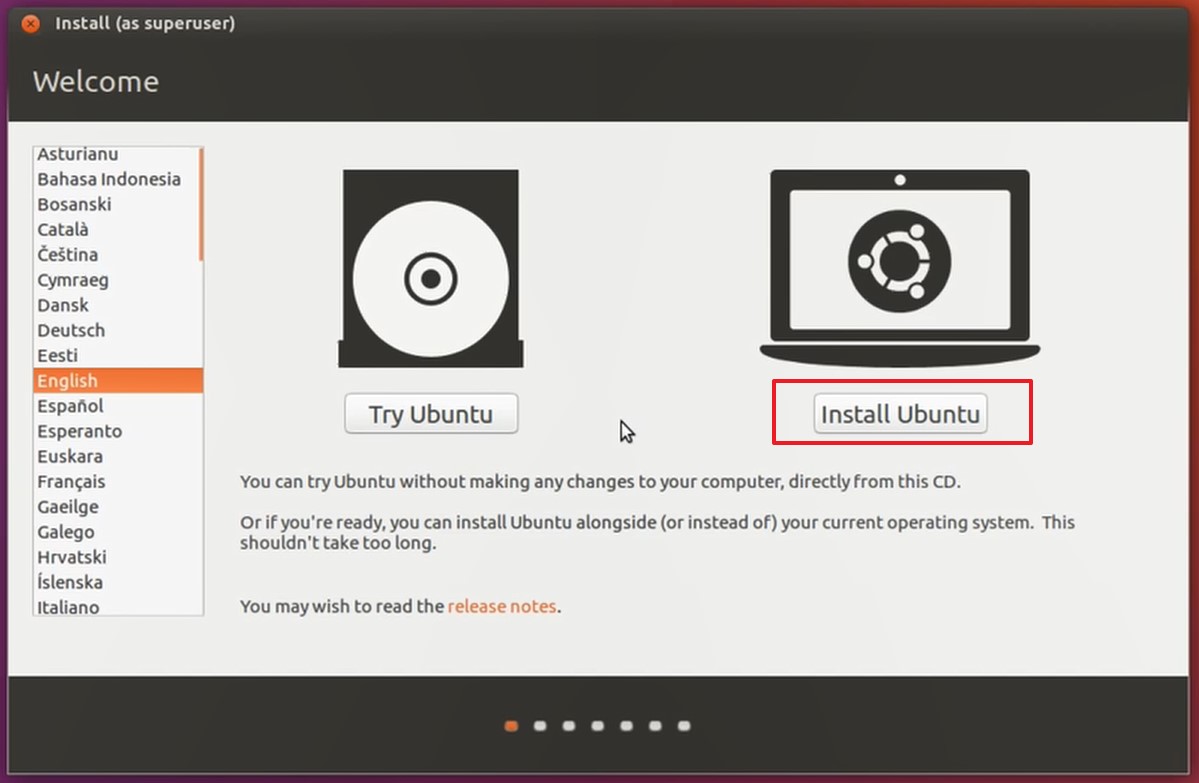 Install (as superuser)
Welcome
Asturianu
Bahasa Indonesia
Bosanski
Català
Čeština
Cymraeg
Dansk
Deutsch
Eesti
English
Español
Esperanto
Euskara
Français
Gaeilge
Galego
Hrvatski
Íslenska
Italiano
Try Ubuntu
Install Ubuntu
You can try Ubuntu without making any changes to your computer, directly from this CD.
Or if you're ready, you can install Ubuntu alongside (or instead of) your current operating system. This
shouldn't take too long.
You may wish to read the release notes.